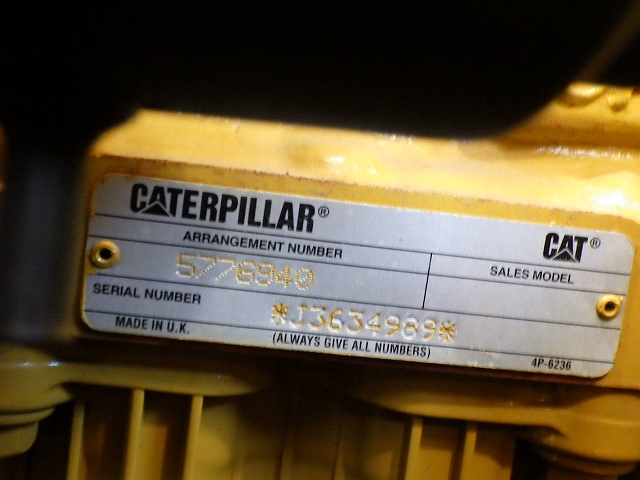 CATERPILLAR®
CAT®
ARRANGEMENT NUMBER
SALES MODEL
5776940
SERIAL NUMBER
*J3634989*
MADE IN U.K.
(ALWAYS GIVE ALL NUMBERS)
4P-6236